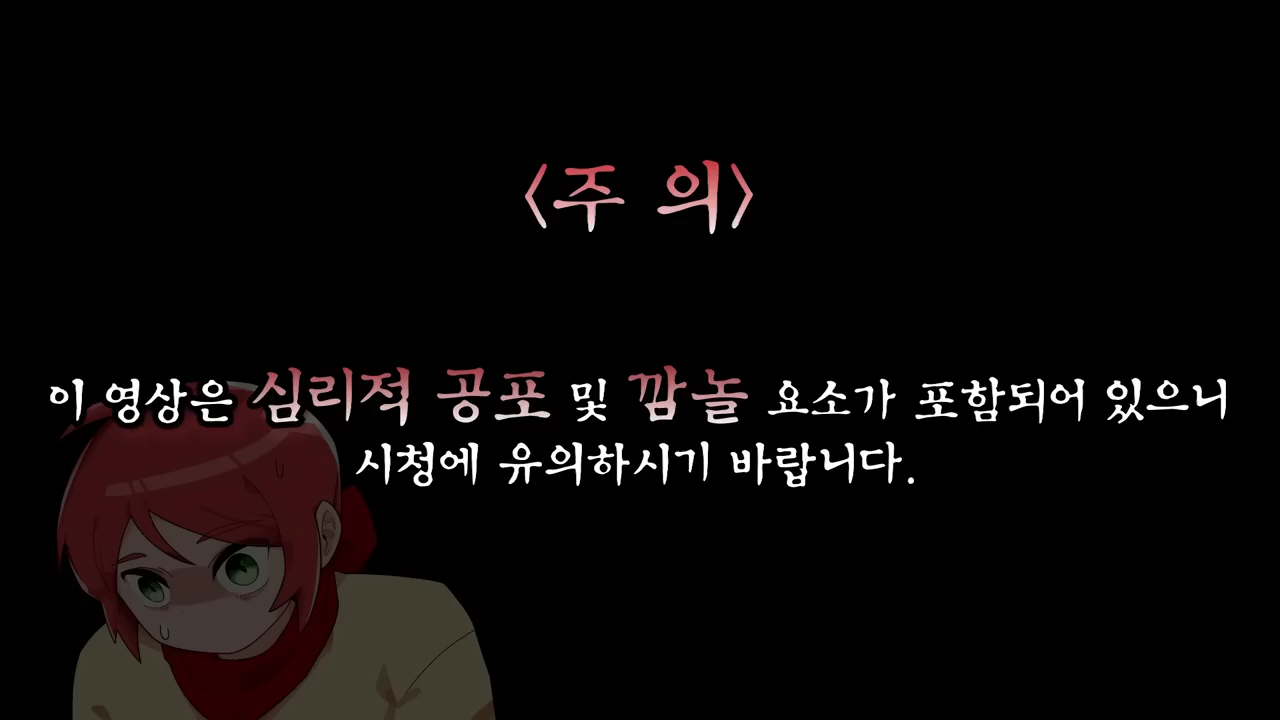 〈주 의〉
이 영상은 심리적 공포 및 깜놀 요소가 포함되어 있으니
시청에 유의하시기 바랍니다.